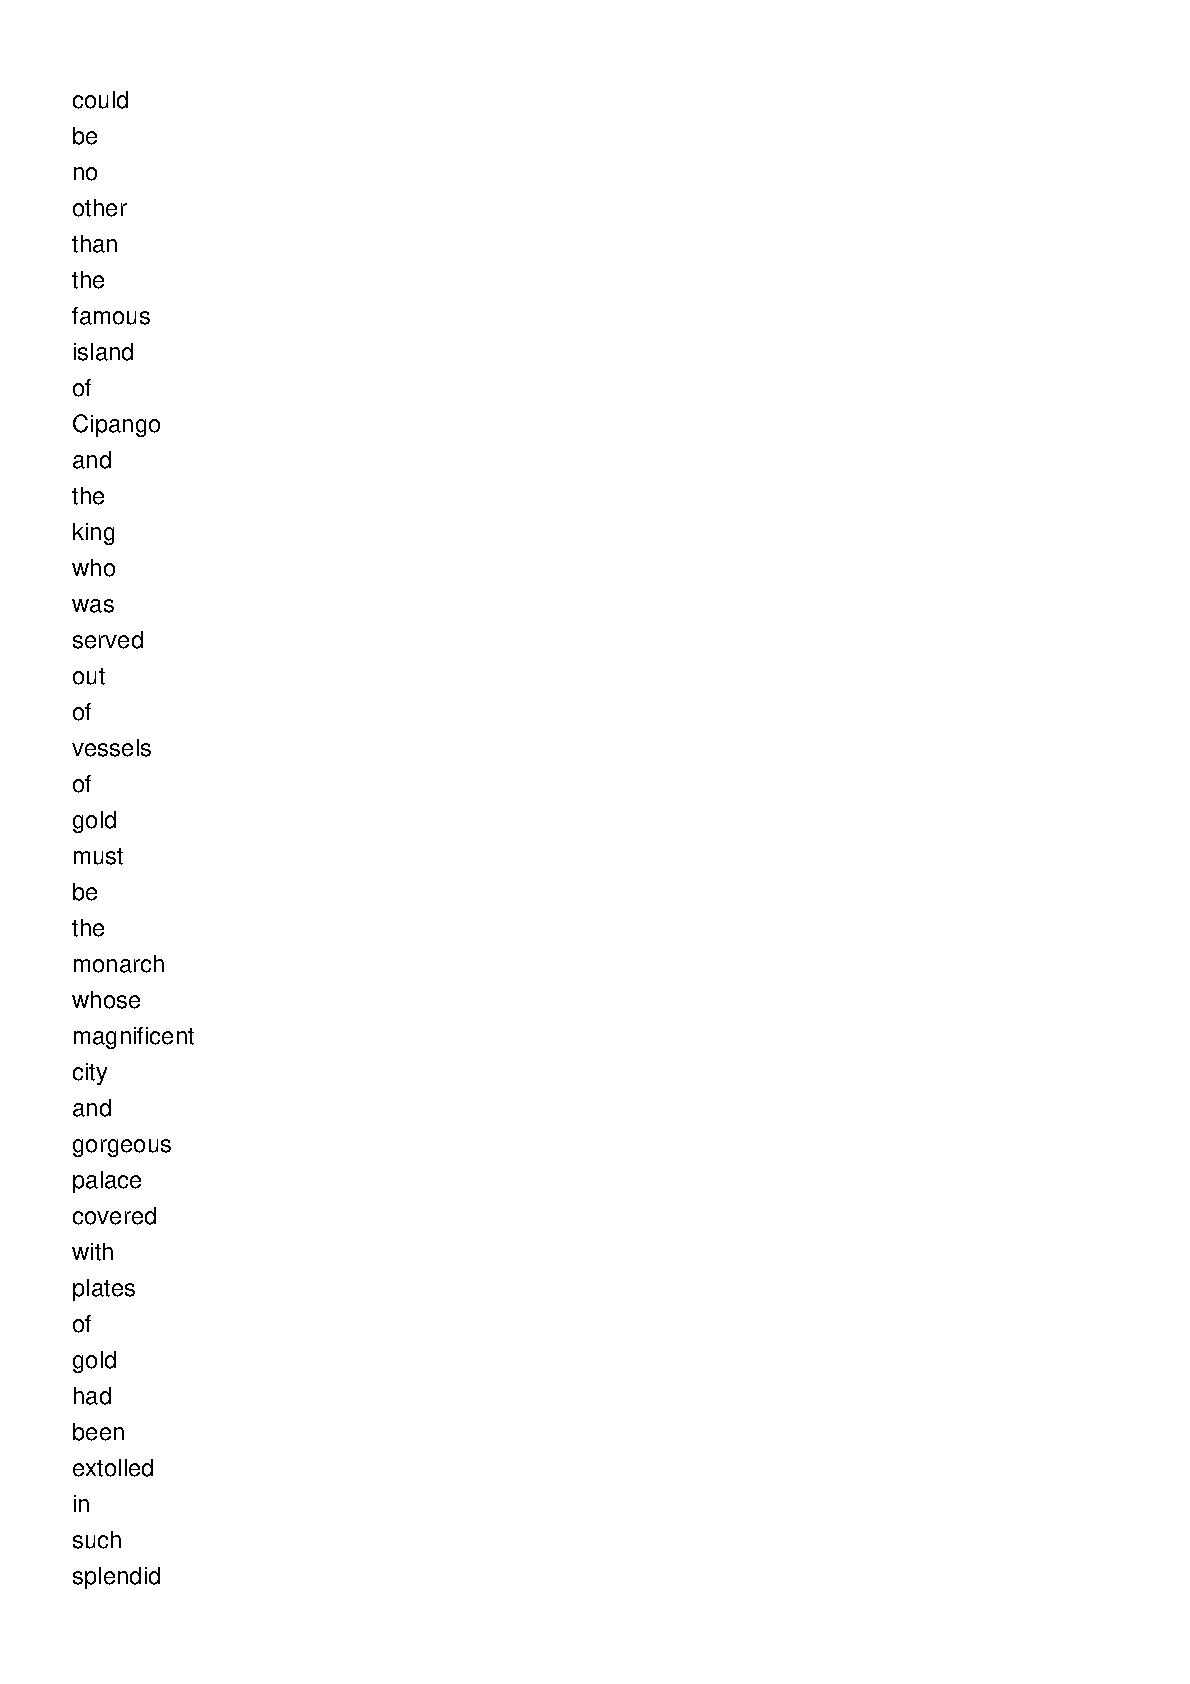 could
be
no
other
than
the
famous
island
of
Cipango
and
the
king
who
was
served
out
of
vessels
of
gold
must
be
the
monarch
whose
magnificent
city
and
gorgeous
palace
covered
with
plates
of
gold
had
been
extolled
in
such
splendid